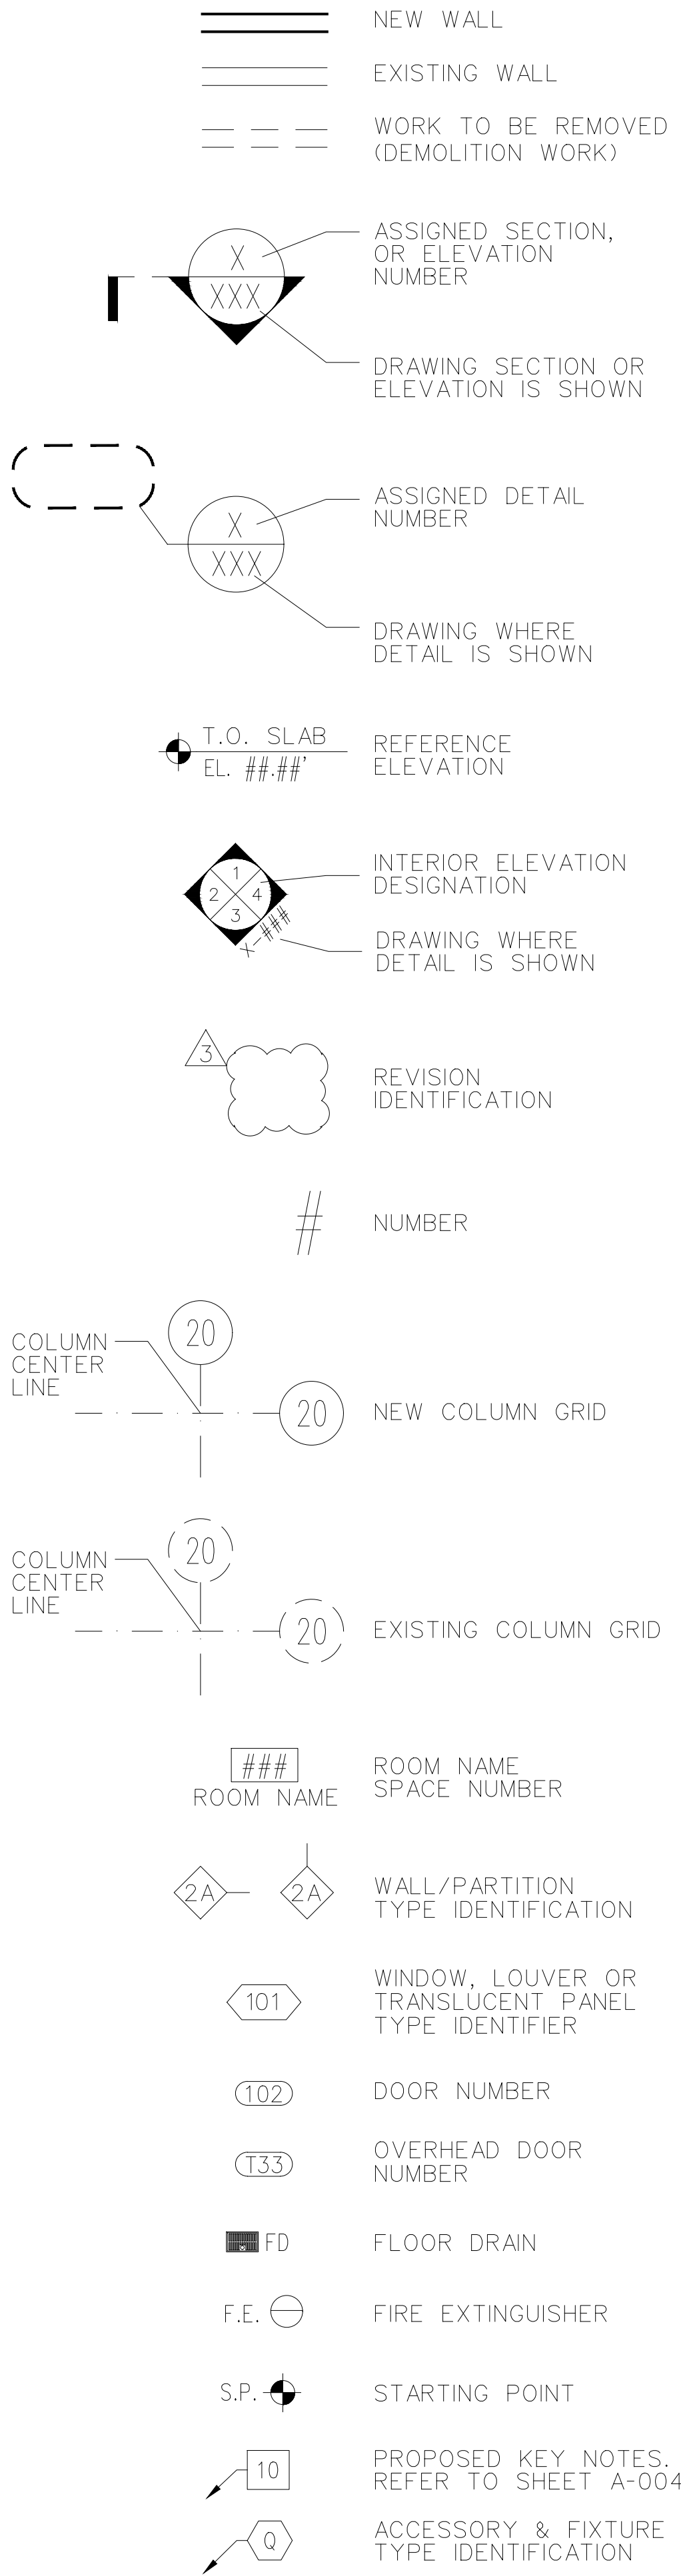 NEW WALL
EXISTING WALL
WORK TO BE REMOVED
(DEMOLITION WORK)
X
XXX
ASSIGNED SECTION,
OR ELEVATION
NUMBER
DRAWING SECTION OR
ELEVATION IS SHOWN
X
XXX
ASSIGNED DETAIL
NUMBER
DRAWING WHERE
DETAIL IS SHOWN
T.O. SLAB
EL. ##.##'
REFERENCE
ELEVATION
1
2 4
3
X-###
INTERIOR ELEVATION
DESIGNATION
DRAWING WHERE
DETAIL IS SHOWN
3
REVISION
IDENTIFICATION
# NUMBER
COLUMN
CENTER
LINE
20
20
NEW COLUMN GRID
COLUMN
CENTER
LINE
20
20
EXISTING COLUMN GRID
###
ROOM NAME
ROOM NAME
SPACE NUMBER
2A 2A
WALL/PARTITION
TYPE IDENTIFICATION
101
WINDOW, LOUVER OR
TRANSLUCENT PANEL
TYPE IDENTIFIER
102 DOOR NUMBER
T33
OVERHEAD DOOR
NUMBER
FD FLOOR DRAIN
F.E. FIRE EXTINGUISHER
S.P. STARTING POINT
10
PROPOSED KEY NOTES.
REFER TO SHEET A-004
Q
ACCESSORY & FIXTURE
TYPE IDENTIFICATION